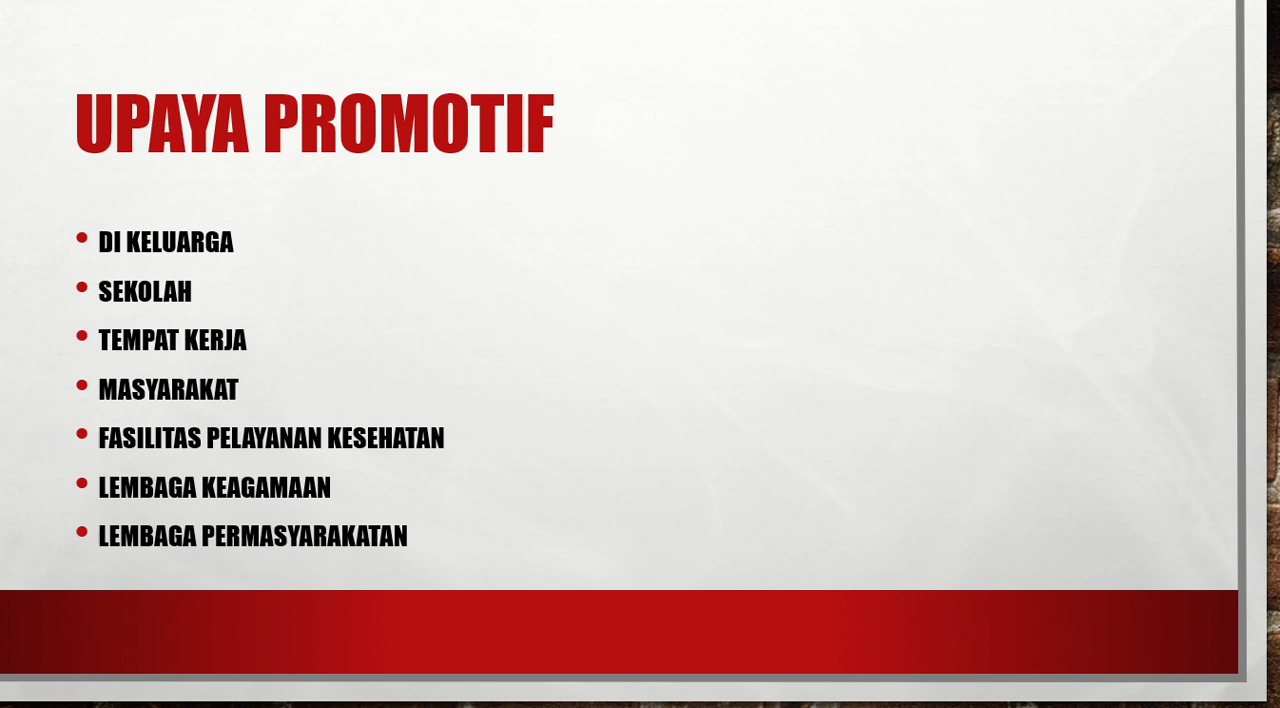 UPAYA PROMOTIF
• DI KELUARGA
• SEKOLAH
• TEMPAT KERJA
• MASYARAKAT
• FASILITAS PELAYANAN KESEHATAN
• LEMBAGA KEAGAMAAN
• LEMBAGA PERMASYARAKATAN